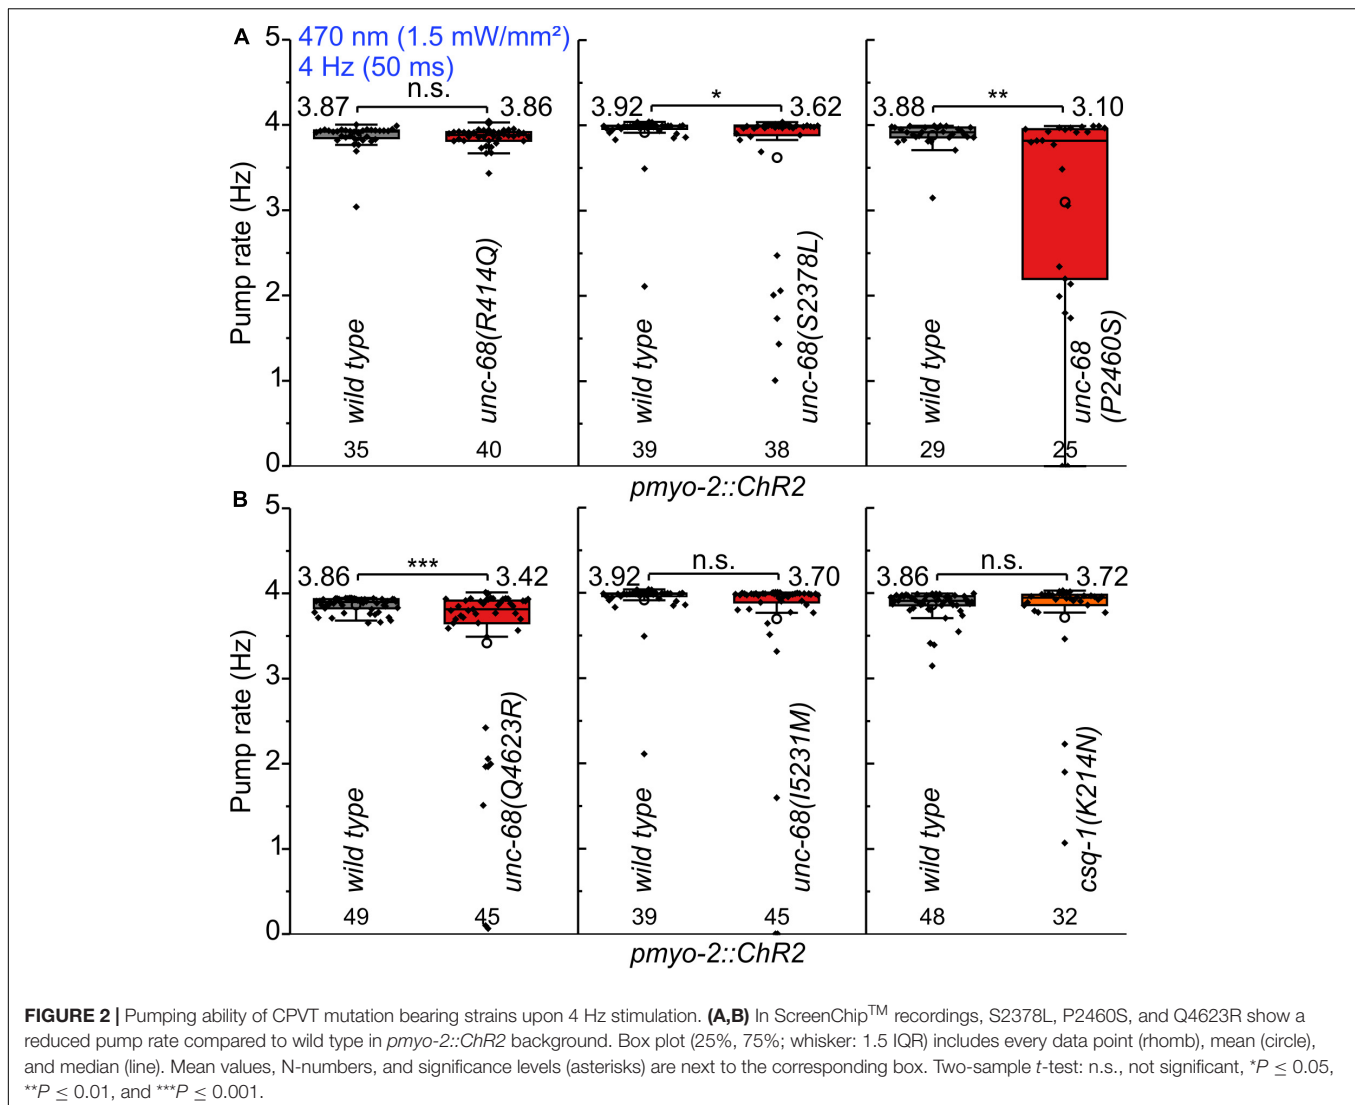 A
5
470 nm (1.5 mW/mm²)
4 Hz (50 ms)
n.s.
3.87
3.86
*
3.92
3.62
**
3.88
3.10
4
3
2
1
0
Pump rate (Hz)
wild type
unc-68(R414Q)
wild type
unc-68(S2378L)
wild type
unc-68
(P2460S)
35
40
39
38
29
25
pmyo-2::ChR2
B
5
***
3.86
3.42
n.s.
3.92
3.70
n.s.
3.86
3.72
4
3
2
1
0
Pump rate (Hz)
wild type
unc-68(Q4623R)
wild type
unc-68(I5231M)
wild type
csq-1(K214N)
49
45
39
45
48
32
pmyo-2::ChR2
FIGURE 2 | Pumping ability of CPVT mutation bearing strains upon 4 Hz stimulation. (A,B) In ScreenChip™ recordings, S2378L, P2460S, and Q4623R show a
reduced pump rate compared to wild type in pmyo-2::ChR2 background. Box plot (25%, 75%; whisker: 1.5 IQR) includes every data point (rhomb), mean (circle),
and median (line). Mean values, N-numbers, and significance levels (asterisks) are next to the corresponding box. Two-sample t-test: n.s., not significant, *P ≤ 0.05,
**P ≤ 0.01, and ***P ≤ 0.001.